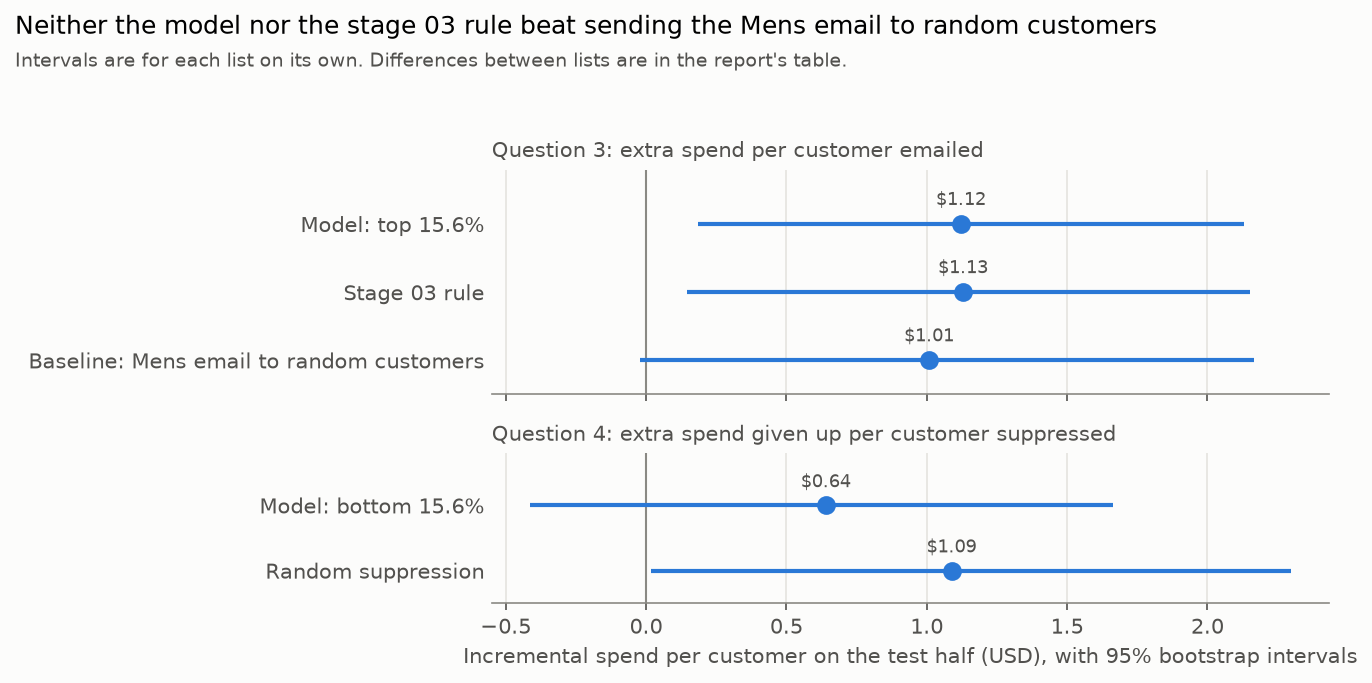 Neither the model nor the stage 03 rule beat sending the Mens email to random customers
Intervals are for each list on its own. Differences between lists are in the report's table.
Question 3: extra spend per customer emailed
Model: top 15.6%
$1.12
Stage 03 rule
$1.13
Baseline: Mens email to random customers
$1.01
Question 4: extra spend given up per customer suppressed
Model: bottom 15.6%
$0.64
Random suppression
$1.09
−0.5 0.0 0.5 1.0 1.5 2.0
Incremental spend per customer on the test half (USD), with 95% bootstrap intervals